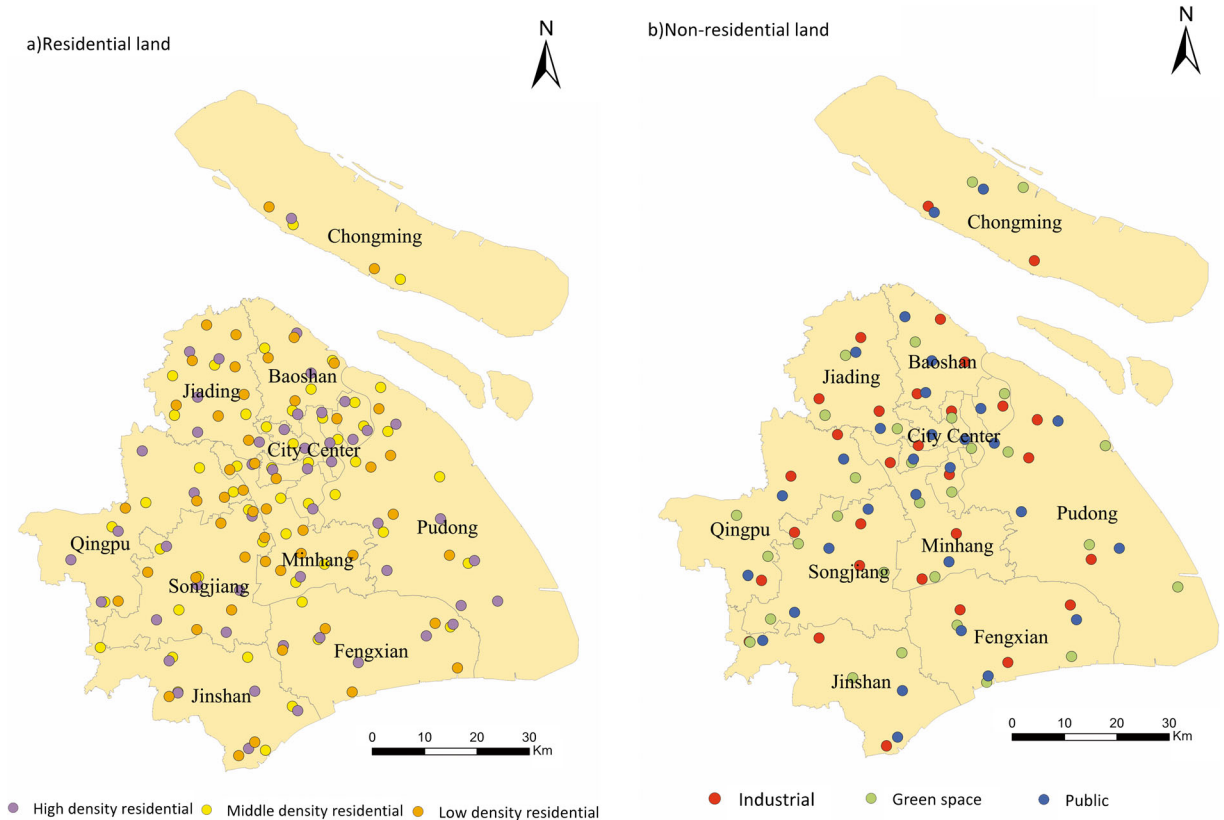 a)Residential land
N
Chongming
Baoshan
Jiading
City Center
Pudong
Qingpu
Minhang
Songjiang
Fengxian
Jinshan
0 10 20 30
Km
High density residential Middle density residential Low density residential
b)Non-residential land
N
Chongming
Baoshan
Jiading
City Center
Pudong
Qingpu
Minhang
Songjiang
Fengxian
Jinshan
0 10 20 30
Km
Industrial Green space Public